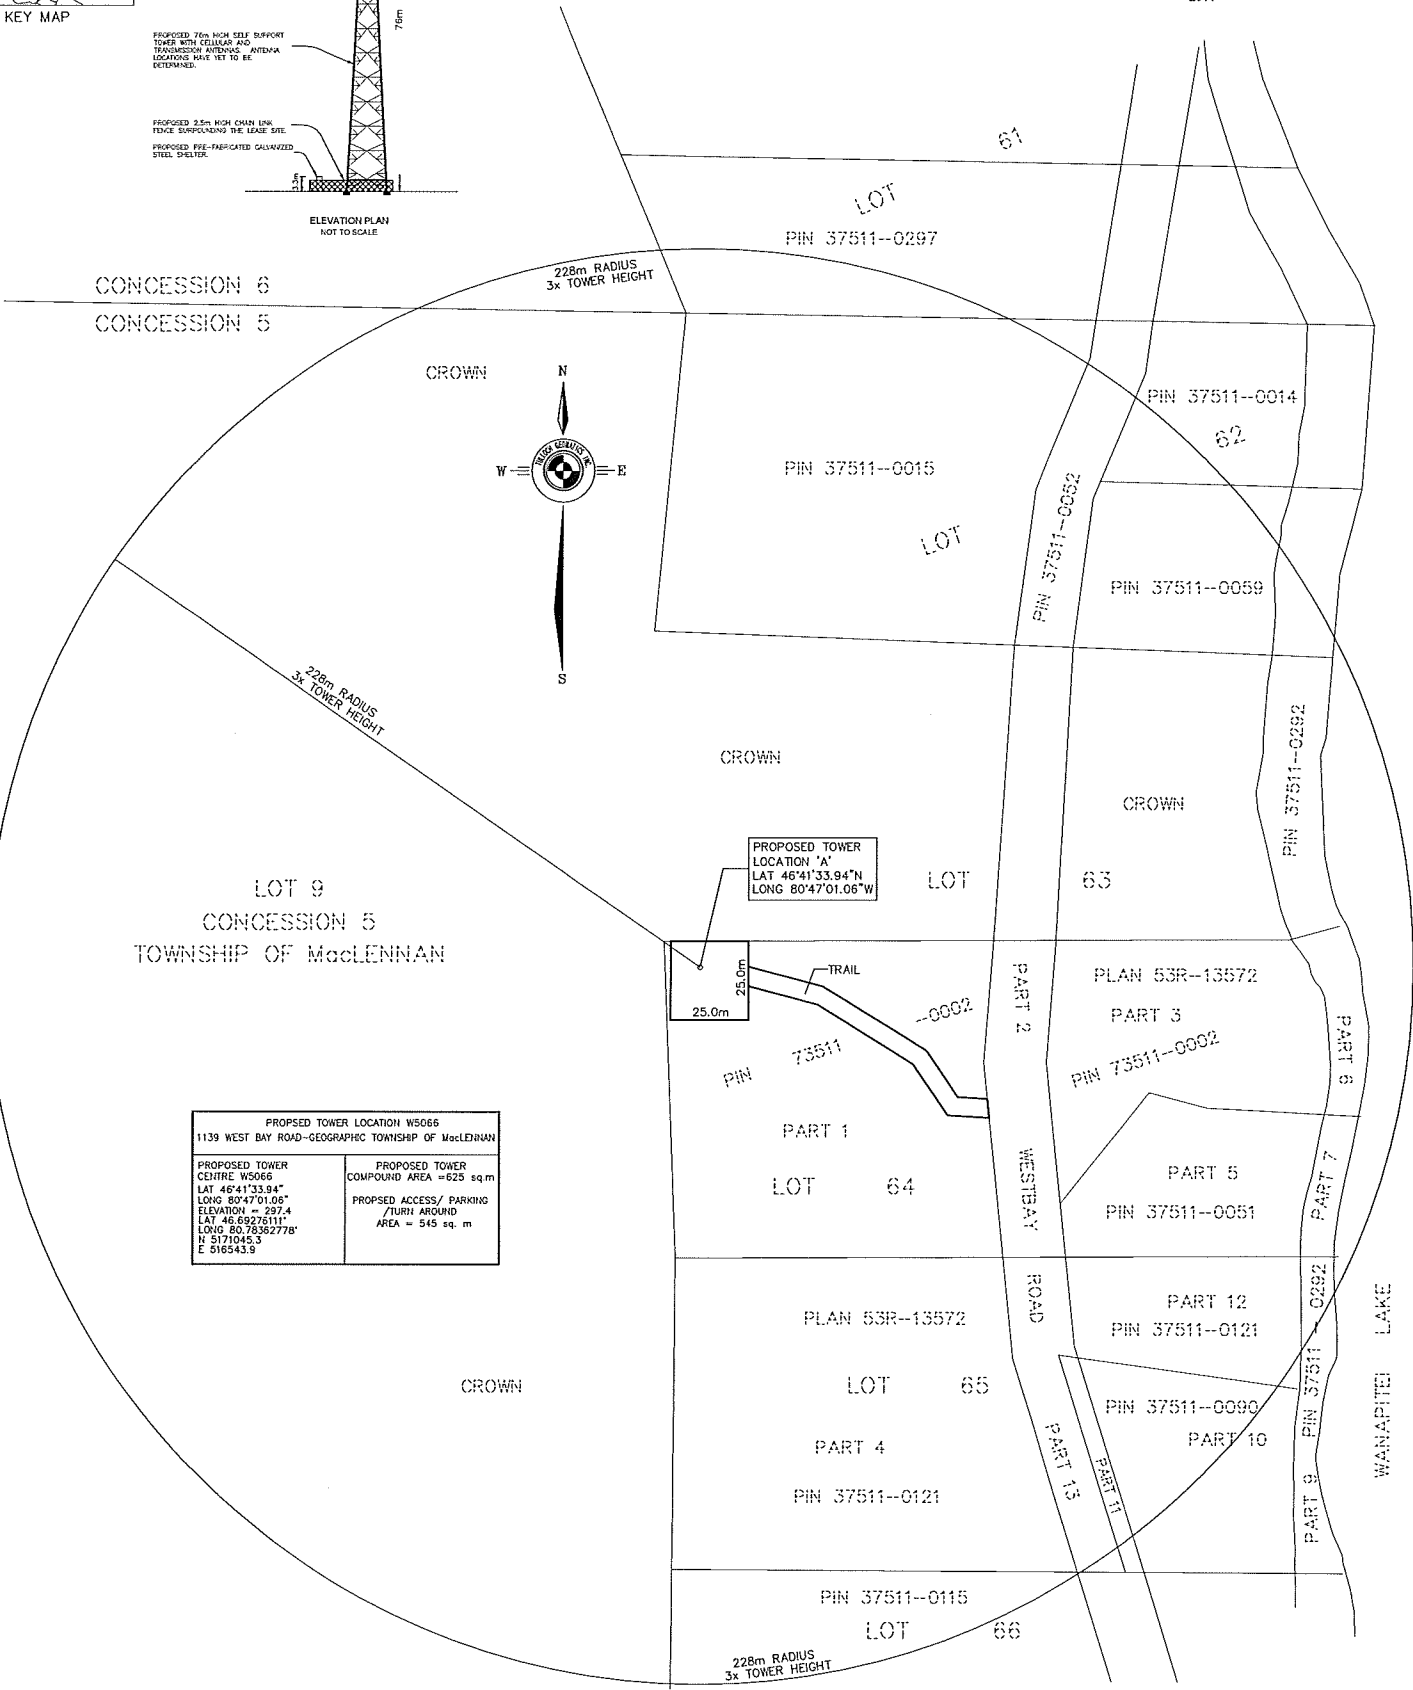 KEY MAP
76m
PROPOSED 76m HIGH SELF SUPPORT
TOWER WITH CELLULAR AND
TRANSMISSION ANTENNAS. ANTENNA
LOCATIONS HAVE YET TO BE
DETERMINED.
PROPOSED 2.5m HIGH CHAIN LINK
FENCE SURROUNDING THE LEASE SITE.
PROPOSED PRE-FABRICATED GALVANIZED
STEEL SHELTER.
ELEVATION PLAN
NOT TO SCALE
61
LOT
PIN 37511--0297
228m RADIUS
3x TOWER HEIGHT
CONCESSION 6
CONCESSION 5
CROWN
N
W
E
S
TULLOCH GEOMATICS INC.
PIN 37511--0015
LOT
PIN 37511--0052
PIN 37511--0014
62
PIN 37511--0059
228m RADIUS
3x TOWER HEIGHT
CROWN
CROWN
PIN 37511--0292
PROPOSED TOWER
LOCATION 'A'
LAT 46°41'33.94"N
LONG 80°47'01.06"W
LOT 63
LOT 9
CONCESSION 5
TOWNSHIP OF MacLENNAN
25.0m
25.0m
TRAIL
PIN 73511 --0002
PART 2
PLAN 53R--13572
PART 3
PIN 73511--0002
PART 6
PART 1
LOT 64
WESTBAY ROAD
PART 5
PIN 37511--0051
PART 7
PROPSED TOWER LOCATION W5066
1139 WEST BAY ROAD-GEOGRAPHIC TOWNSHIP OF MacLENNAN
PROPOSED TOWER
CENTRE W5066
LAT 46°41'33.94"
LONG 80°47'01.06"
ELEVATION = 297.4
LAT 46.69276111°
LONG 80.78362778°
N 5171045.3
E 516543.9
PROPOSED TOWER
COMPOUND AREA =625 sq.m
PROPSED ACCESS/ PARKING
/TURN AROUND
AREA = 545 sq. m
PLAN 53R--13572
LOT 65
PART 4
PIN 37511--0121
PART 12
PIN 37511--0121
PIN 37511--0090
PART 10
PART 13
PART 11
PART 9 PIN 37511 -- 0292
WANAPITEI LAKE
CROWN
PIN 37511--0115
LOT 66
228m RADIUS
3x TOWER HEIGHT